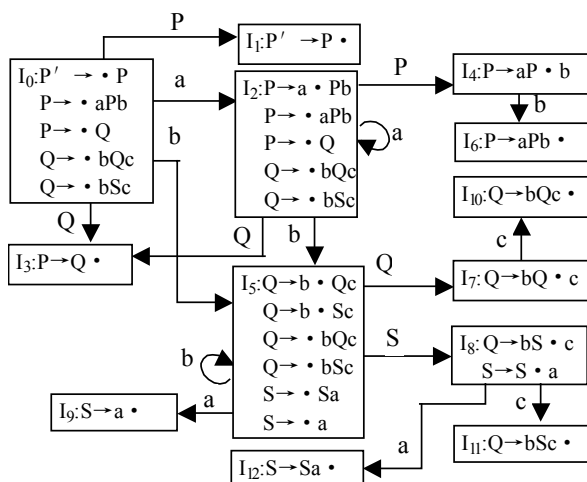 P
I₁:P′ →P·
I₀:P′ →·P
P→·aPb
P→·Q
Q→·bQc
Q→·bSc
a
b
I₂:P→a·Pb
P→·aPb
P→·Q
Q→·bQc
Q→·bSc
a
P
I₄:P→aP·b
b
I₆:P→aPb·
I₁₀:Q→bQc·
c
Q
I₃:P→Q·
Q
b
I₅:Q→b·Qc
Q→b·Sc
Q→·bQc
Q→·bSc
S→·Sa
S→·a
b
Q
I₇:Q→bQ·c
S
I₈:Q→bS·c
S→S·a
a
I₉:S→a·
c
a
I₁₁:Q→bSc·
I₁₂:S→Sa·